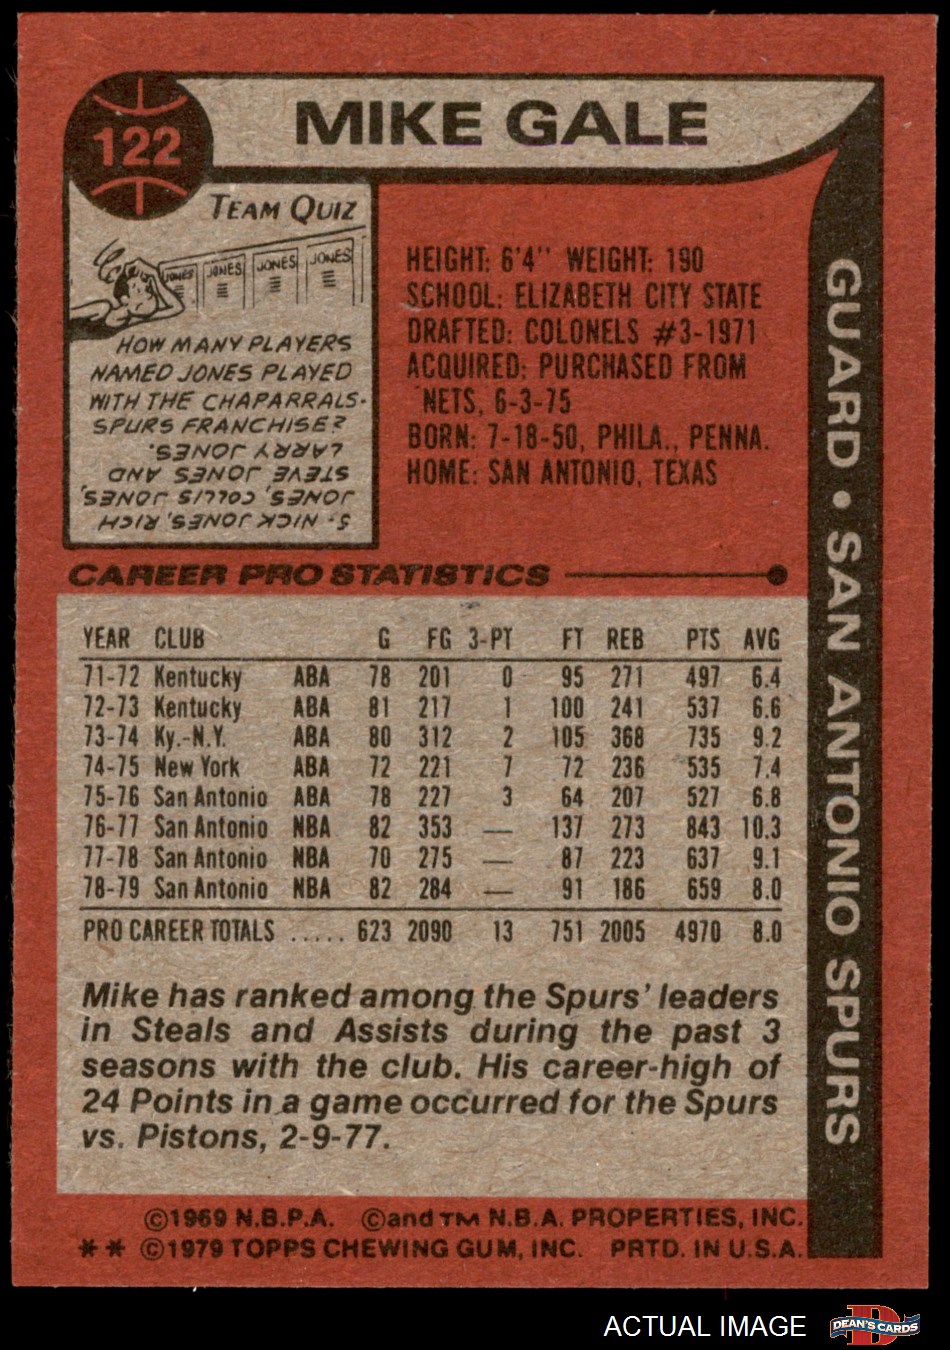 122
MIKE GALE
TEAM QUIZ
JONES JONES JONES JONES
HOW MANY PLAYERS
NAMED JONES PLAYED
WITH THE CHAPARRALS-
SPURS FRANCHISE?
5 - NICK JONES, RICH
JONES, COLLIS JONES,
STEVE JONES AND
LARRY JONES.
HEIGHT: 6'4'' WEIGHT: 190
SCHOOL: ELIZABETH CITY STATE
DRAFTED: COLONELS #3-1971
ACQUIRED: PURCHASED FROM
NETS, 6-3-75
BORN: 7-18-50, PHILA., PENNA.
HOME: SAN ANTONIO, TEXAS
GUARD • SAN ANTONIO SPURS
CAREER PRO STATISTICS
YEAR CLUB G FG 3-PT FT REB PTS AVG
71-72 Kentucky ABA 78 201 0 95 271 497 6.4
72-73 Kentucky ABA 81 217 1 100 241 537 6.6
73-74 Ky.-N.Y. ABA 80 312 2 105 368 735 9.2
74-75 New York ABA 72 221 7 72 236 535 7.4
75-76 San Antonio ABA 78 227 3 64 207 527 6.8
76-77 San Antonio NBA 82 353 — 137 273 843 10.3
77-78 San Antonio NBA 70 275 — 87 223 637 9.1
78-79 San Antonio NBA 82 284 — 91 186 659 8.0
PRO CAREER TOTALS ..... 623 2090 13 751 2005 4970 8.0
Mike has ranked among the Spurs' leaders
in Steals and Assists during the past 3
seasons with the club. His career-high of
24 Points in a game occurred for the Spurs
vs. Pistons, 2-9-77.
©1969 N.B.P.A. ©and TM N.B.A. PROPERTIES, INC.
** ©1979 TOPPS CHEWING GUM, INC. PRTD. IN U.S.A.
ACTUAL IMAGE
D
DEAN'S CARDS